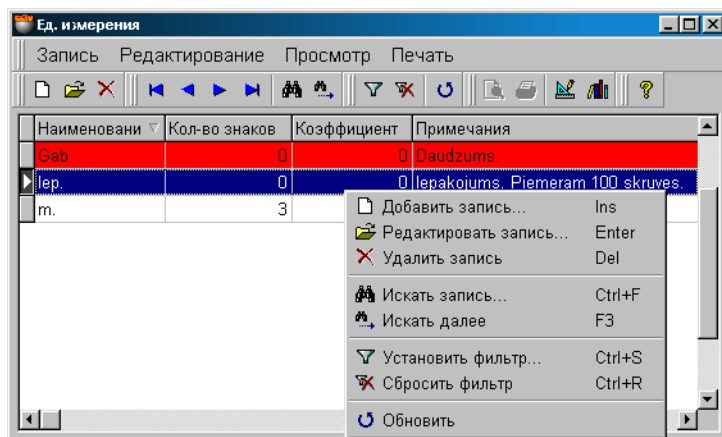 Ед. измерения
Запись Редактирование Просмотр Печать
Наименовани Кол-во знаков Коэффициент Примечания
Gab 0 0 Daudzums.
Iep. 0 0 Iepakojums. Piemeram 100 skruves.
m. 3
Добавить запись... Ins
Редактировать запись... Enter
Удалить запись Del
Искать запись... Ctrl+F
Искать далее F3
Установить фильтр... Ctrl+S
Сбросить фильтр Ctrl+R
Обновить